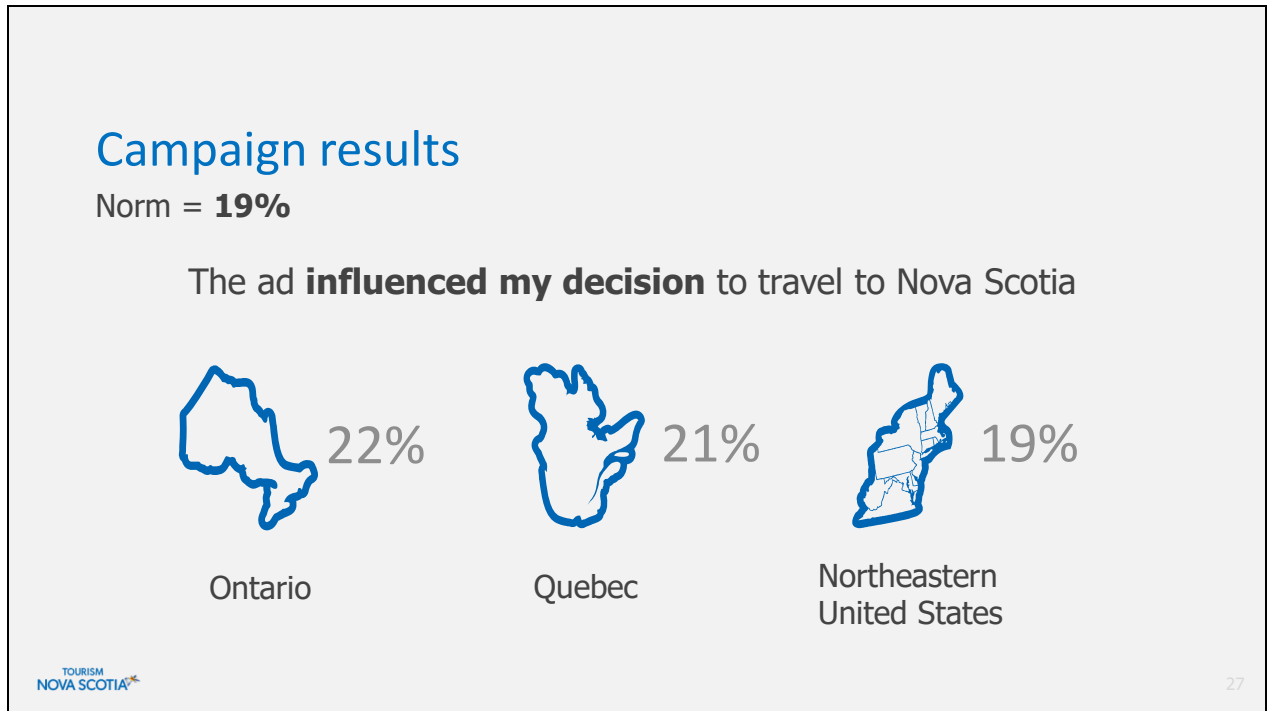 Campaign results
Norm = 19%
The ad influenced my decision to travel to Nova Scotia
22%
21%
19%
Ontario
Quebec
Northeastern
United States
TOURISM
NOVA SCOTIA
27